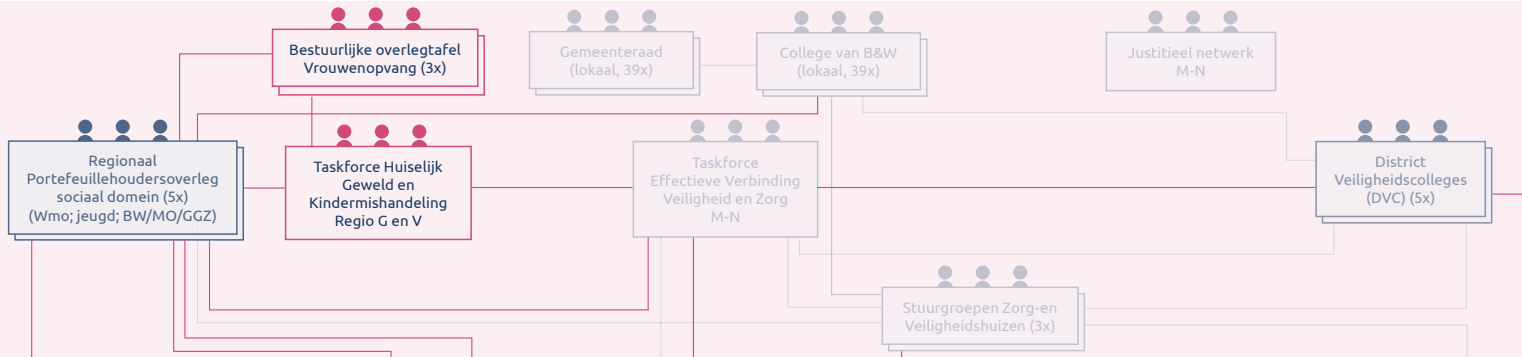 Bestuurlijke overlegtafel
Vrouwenopvang (3x)
Gemeenteraad
(lokaal, 39x)
College van B&W
(lokaal, 39x)
Justitieel netwerk
M-N
Regionaal
Portefeuillehoudersoverleg
sociaal domein (5x)
(Wmo; jeugd; BW/MO/GGZ)
Taskforce Huiselijk
Geweld en
Kindermishandeling
Regio G en V
Taskforce
Effectieve Verbinding
Veiligheid en Zorg
M-N
District
Veiligheidscolleges
(DVC) (5x)
Stuurgroepen Zorg-en
Veiligheidshuizen (3x)